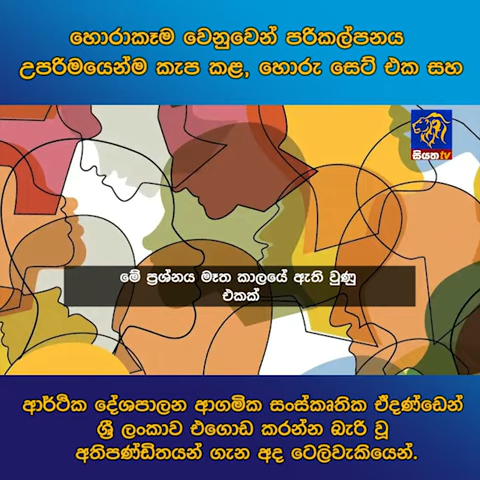 හොරාකෑම වෙනුවෙන් පරිකල්පනය
උපරිමයෙන්ම කැප කළ, හොරු සෙට් එක සහ
සියත tv
මේ ප්‍රශ්නය මෑත කාලයේ ඇති වුණු
එකක්
ආර්ථික දේශපාලන ආගමික සංස්කෘතික ඒදණ්ඩෙන්
ශ්‍රී ලංකාව එගොඩ කරන්න බැරි වූ
අතිපණ්ඩිතයන් ගැන අද ටෙලිවැකියෙන්.